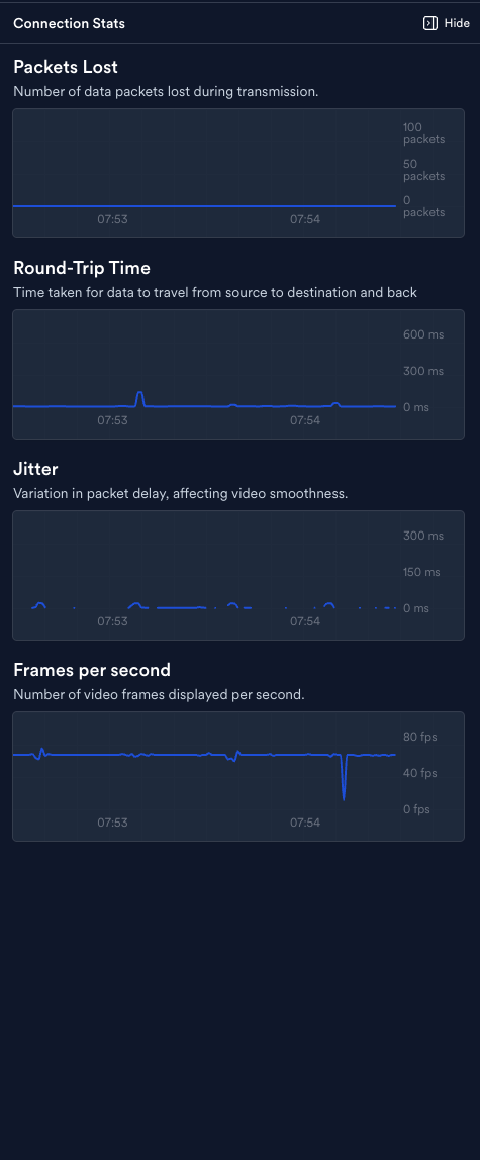 Connection Stats
Hide
Packets Lost
Number of data packets lost during transmission.
100
packets
50
packets
0
packets
07:53
07:54
Round-Trip Time
Time taken for data to travel from source to destination and back
600 ms
300 ms
0 ms
07:53
07:54
Jitter
Variation in packet delay, affecting video smoothness.
300 ms
150 ms
0 ms
07:53
07:54
Frames per second
Number of video frames displayed per second.
80 fps
40 fps
0 fps
07:53
07:54